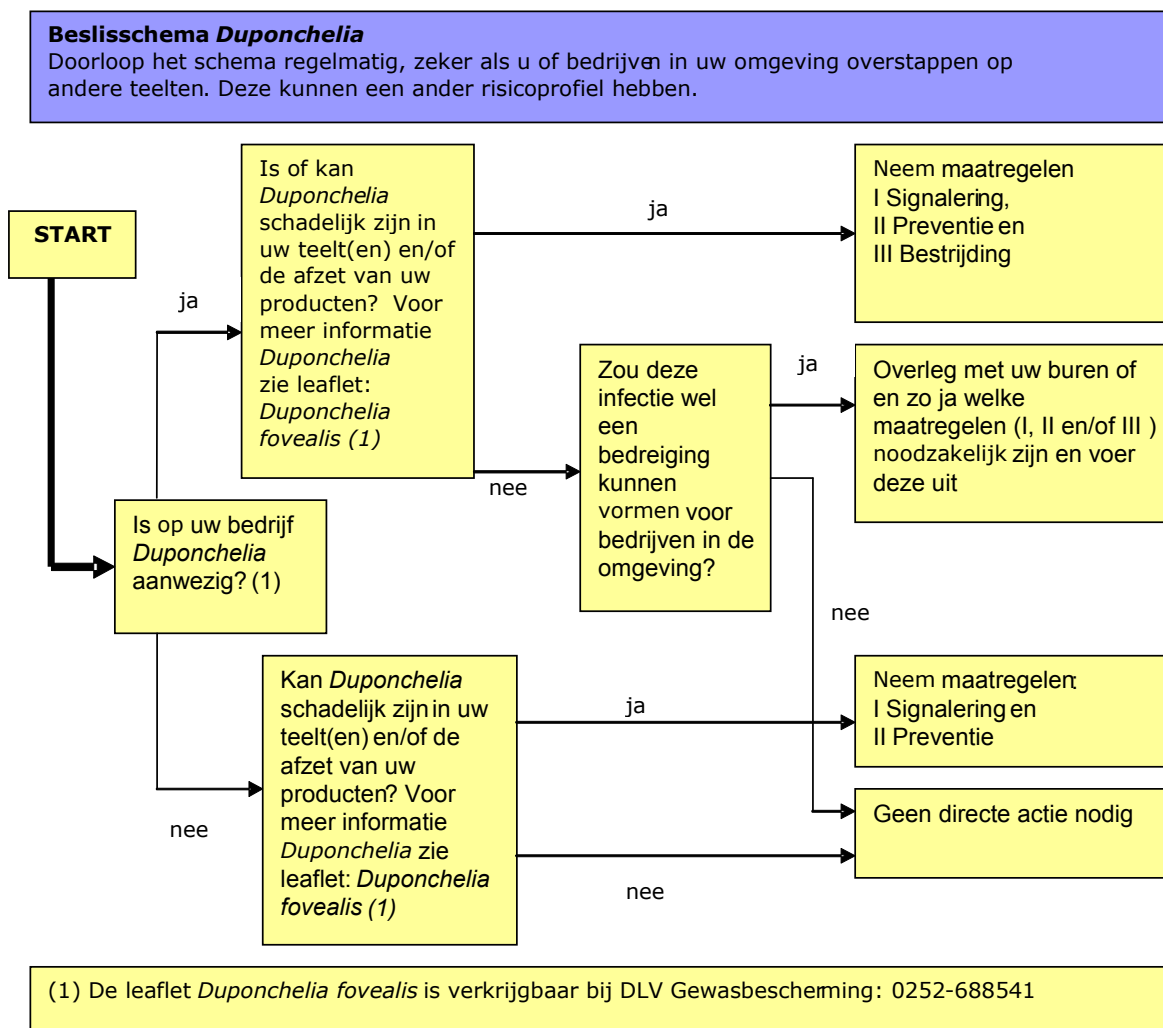 Beslisschema Duponchelia
Doorloop het schema regelmatig, zeker als u of bedrijven in uw omgeving overstappen op
andere teelten. Deze kunnen een ander risicoprofiel hebben.
START
Is op uw bedrijf
Duponchelia
aanwezig? (1)
ja
Is of kan
Duponchelia
schadelijk zijn in
uw teelt(en) en/of
de afzet van uw
producten? Voor
meer informatie
Duponchelia
zie leaflet:
Duponchelia
fovealis (1)
ja
Neem maatregelen
I Signalering,
II Preventie en
III Bestrijding
nee
Zou deze
infectie wel
een
bedreiging
kunnen
vormen voor
bedrijven in de
omgeving?
ja
Overleg met uw buren of
en zo ja welke
maatregelen (I, II en/of III )
noodzakelijk zijn en voer
deze uit
nee
nee
Kan Duponchelia
schadelijk zijn in uw
teelt(en) en/of de
afzet van uw
producten? Voor
meer informatie
Duponchelia zie
leaflet: Duponchelia
fovealis (1)
ja
Neem maatregelen:
I Signalering en
II Preventie
nee
Geen directe actie nodig
(1) De leaflet Duponchelia fovealis is verkrijgbaar bij DLV Gewasbescherming: 0252-688541